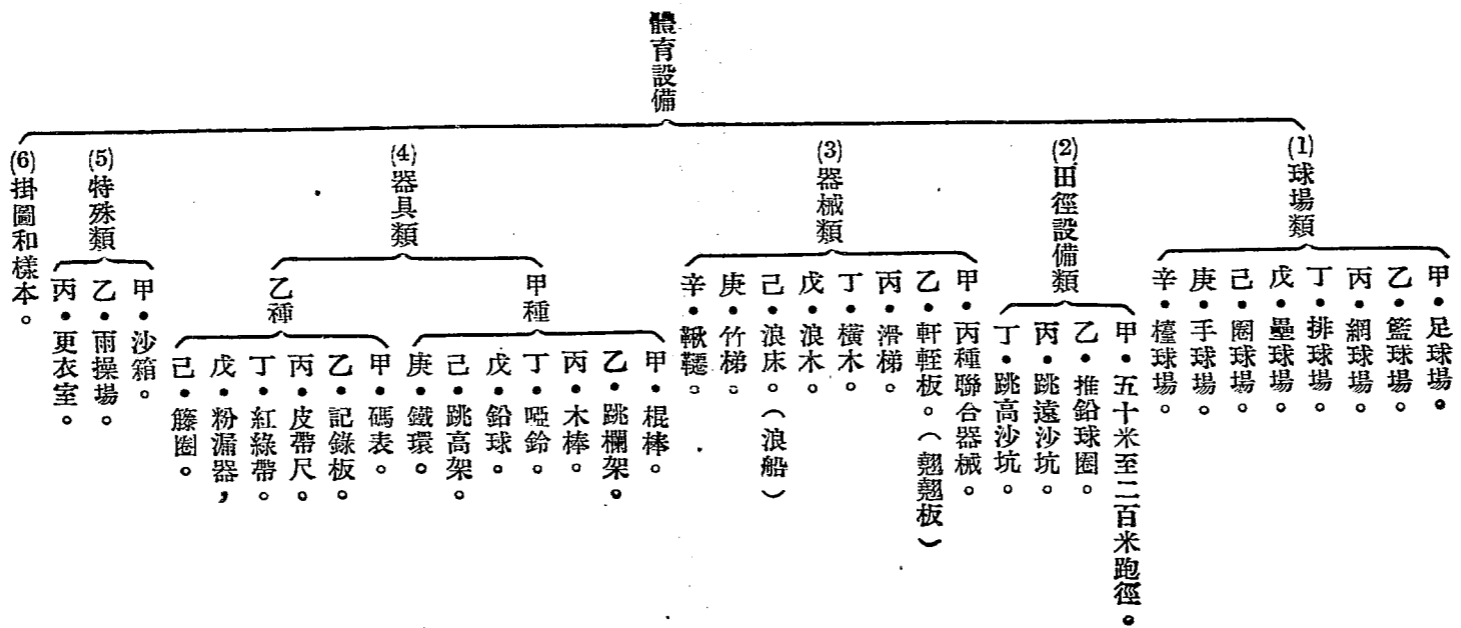 體育設備
(1)球場類
甲•足球場。
乙•籃球場。
丙•網球場。
丁•排球場。
戊•壘球場。
己•圈球場。
庚•手球場。
辛•檯球場。
(2)田徑設備類
甲•五十米至二百米跑徑。
乙•推鉛球圈。
丙•跳遠沙坑。
丁•跳高沙坑。
(3)器械類
甲•丙種聯合器械。
乙•軒輊板。(翹翹板)
丙•滑梯。
丁•橫木。
戊•浪木。
己•浪床。(浪船)
庚•竹梯。
辛•鞦韆。
(4)器具類
甲種
甲•棍棒。
乙•跳欄架。
丙•木棒。
丁•啞鈴。
戊•鉛球。
己•跳高架。
庚•鐵環。
乙種
甲•碼表。
乙•記錄板。
丙•皮帶尺。
丁•紅綠帶。
戊•粉漏器,
己•籐圈。
(5)特殊類
甲•沙箱。
乙•雨操場。
丙•更衣室。
(6)掛圖和樣本。